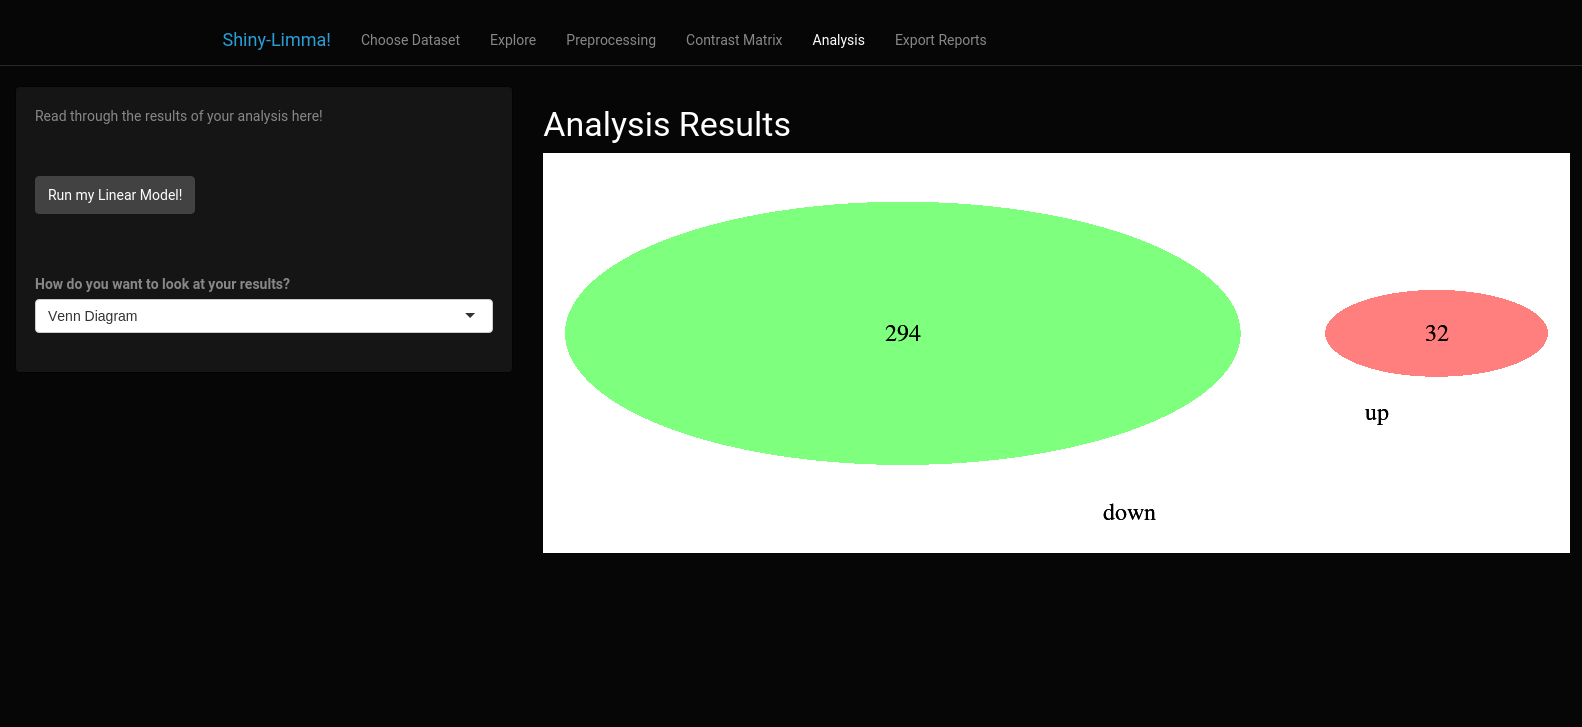 Shiny-Limma! Choose Dataset Explore Preprocessing Contrast Matrix Analysis Export Reports
Read through the results of your analysis here!
Run my Linear Model!
How do you want to look at your results?
Venn Diagram
Analysis Results
294
32
up
down